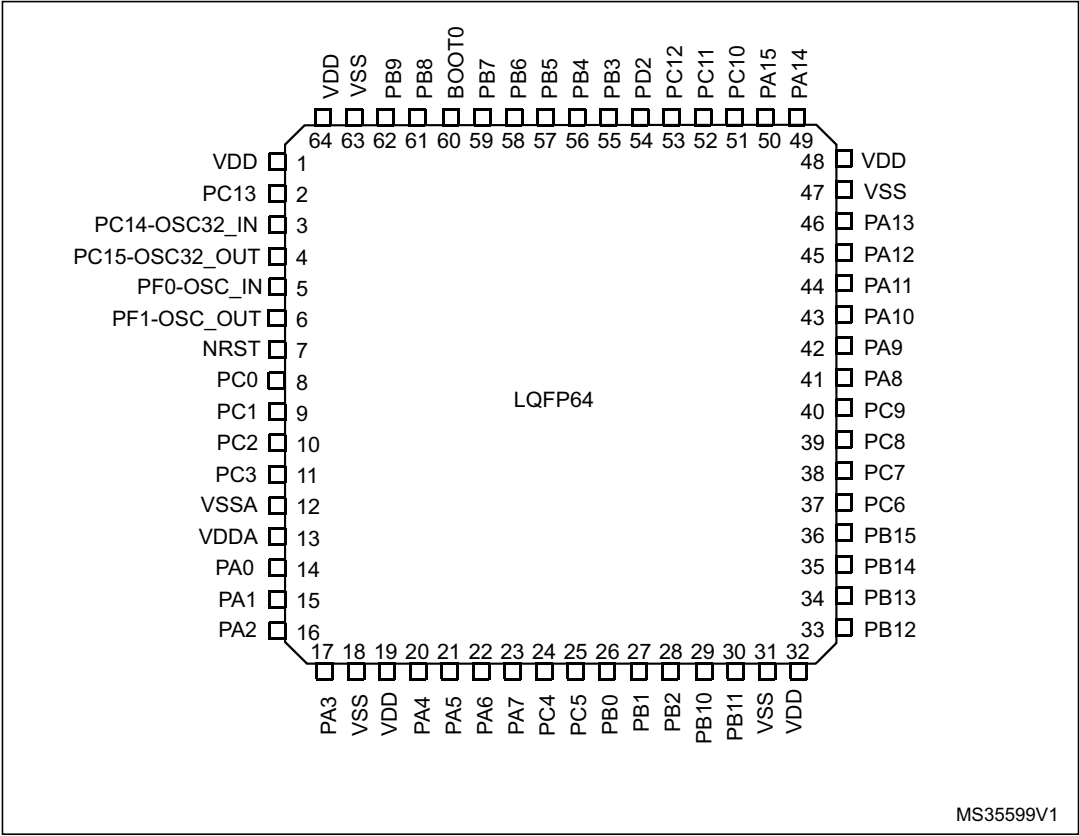 VDD
VSS
PB9
PB8
BOOT0
PB7
PB6
PB5
PB4
PB3
PD2
PC12
PC11
PC10
PA15
PA14
64 63 62 61 60 59 58 57 56 55 54 53 52 51 50 49
VDD 1
PC13 2
PC14-OSC32_IN 3
PC15-OSC32_OUT 4
PF0-OSC_IN 5
PF1-OSC_OUT 6
NRST 7
PC0 8
PC1 9
PC2 10
PC3 11
VSSA 12
VDDA 13
PA0 14
PA1 15
PA2 16
LQFP64
48 VDD
47 VSS
46 PA13
45 PA12
44 PA11
43 PA10
42 PA9
41 PA8
40 PC9
39 PC8
38 PC7
37 PC6
36 PB15
35 PB14
34 PB13
33 PB12
17 18 19 20 21 22 23 24 25 26 27 28 29 30 31 32
PA3
VSS
VDD
PA4
PA5
PA6
PA7
PC4
PC5
PB0
PB1
PB2
PB10
PB11
VSS
VDD
MS35599V1